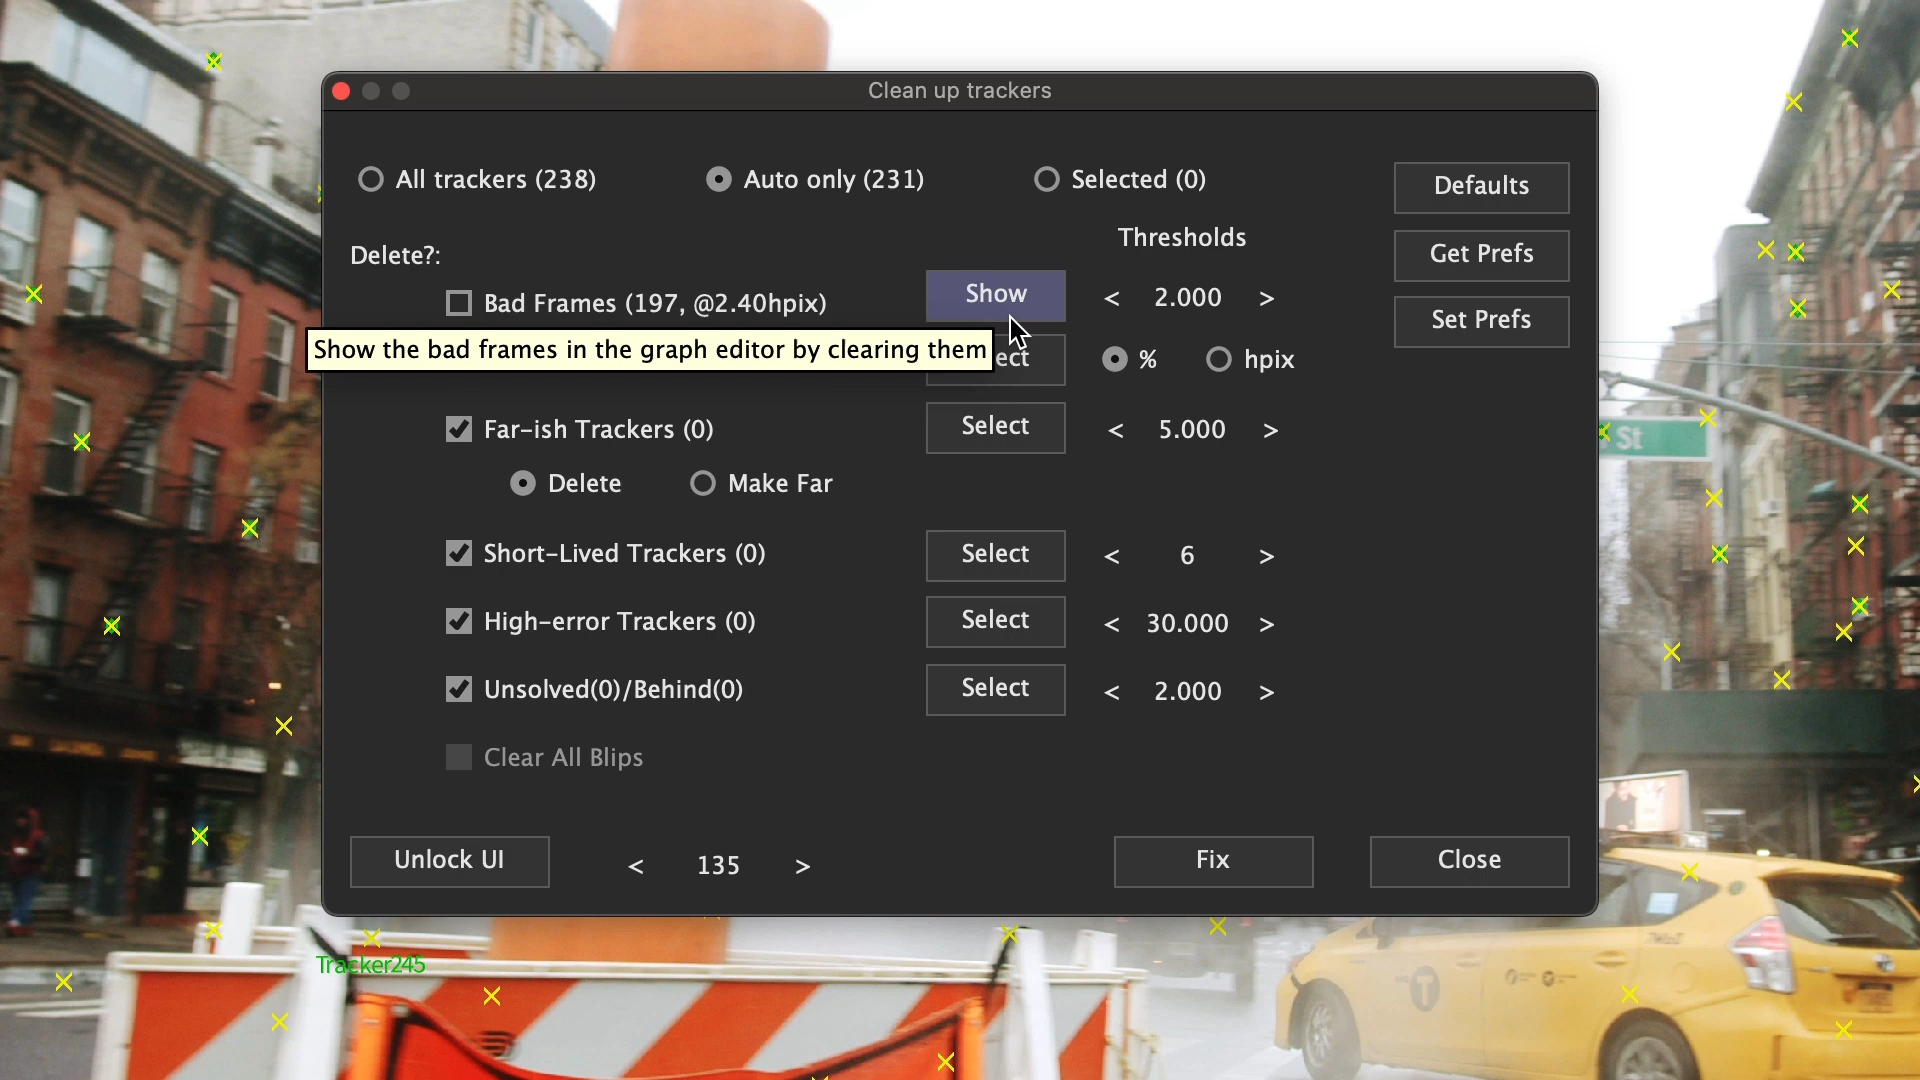 Clean up trackers
All trackers (238)
Auto only (231)
Selected (0)
Defaults
Thresholds
Delete?:
Get Prefs
Bad Frames (197, @2.40hpix)
Show
< 2.000 >
Set Prefs
Show the bad frames in the graph editor by clearing them
ect
%
hpix
Far-ish Trackers (0)
Select
< 5.000 >
St
Delete
Make Far
Short-Lived Trackers (0)
Select
< 6 >
High-error Trackers (0)
Select
< 30.000 >
Unsolved(0)/Behind(0)
Select
< 2.000 >
Clear All Blips
Unlock UI
< 135 >
Fix
Close
Tracker245
T